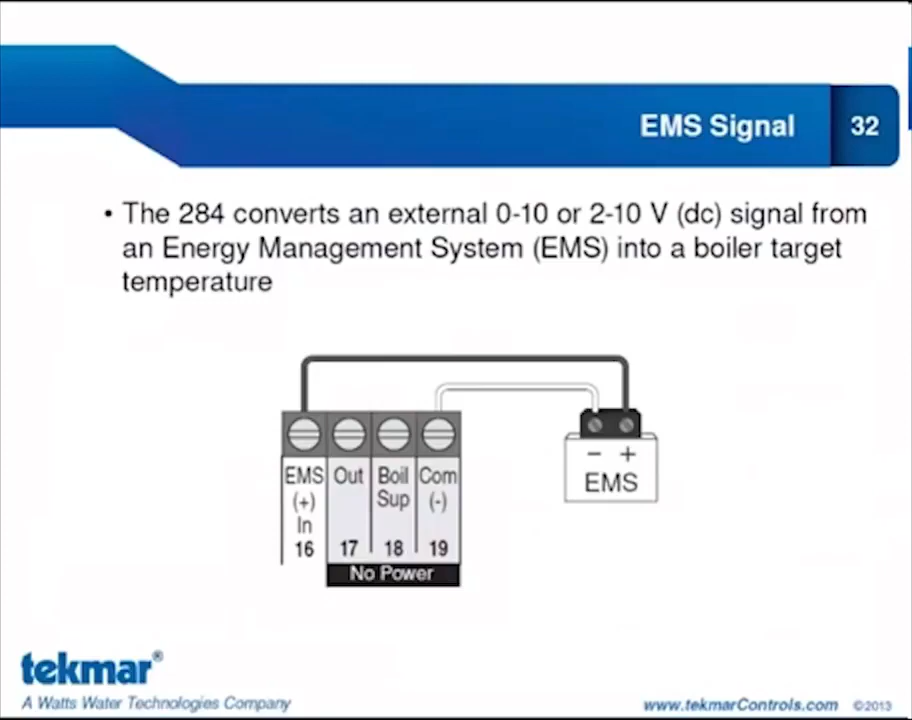 EMS Signal 32
• The 284 converts an external 0-10 or 2-10 V (dc) signal from
an Energy Management System (EMS) into a boiler target
temperature
EMS Out Boil Com
(+) Sup (-)
In
16 17 18 19
No Power
− +
EMS
tekmar®
A Watts Water Technologies Company
www.tekmarControls.com ©2013